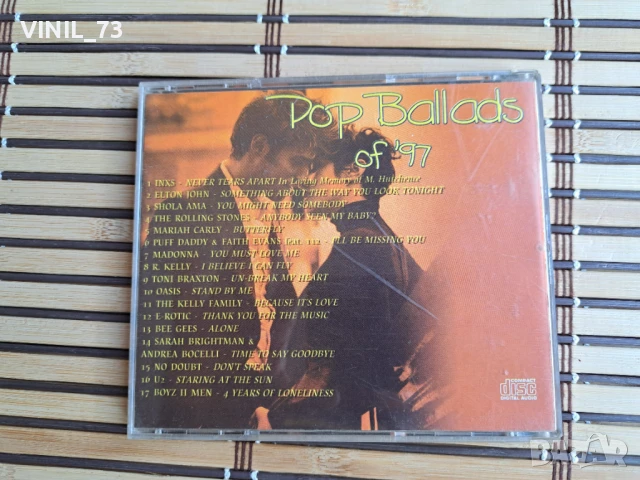 VINIL_73
Pop Ballads
of '97
1 INXS - NEVER TEARS APART In Loving Memory of M. Hutchence
2 ELTON JOHN - SOMETHING ABOUT THE WAY YOU LOOK TONIGHT
3 SHOLA AMA - YOU MIGHT NEED SOMEBODY
4 THE ROLLING STONES - ANYBODY SEEN MY BABY?
MARIAH CAREY - BUTTERFLY
6 PUFF DADDY & FAITH EVANS feat. 112 - I'LL BE MISSING YOU
7 MADONNA - YOU MUST LOVE ME
8 R. KELLY - I BELIEVE I CAN FLY
9 TONI BRAXTON - UN-BREAK MY HEART
10 OASIS - STAND BY ME
11 THE KELLY FAMILY - BECAUSE IT'S LOVE
12 E-ROTIC - THANK YOU FOR THE MUSIC
13 BEE GEES - ALONE
14 SARAH BRIGHTMAN &
ANDREA BOCELLI - TIME TO SAY GOODBYE
15 NO DOUBT - DON'T SPEAK
16 U2 - STARING AT THE SUN
17 BOYZ II MEN - 4 YEARS OF LONELINESS
COMPACT
disc
DIGITAL AUDIO
BAZAR